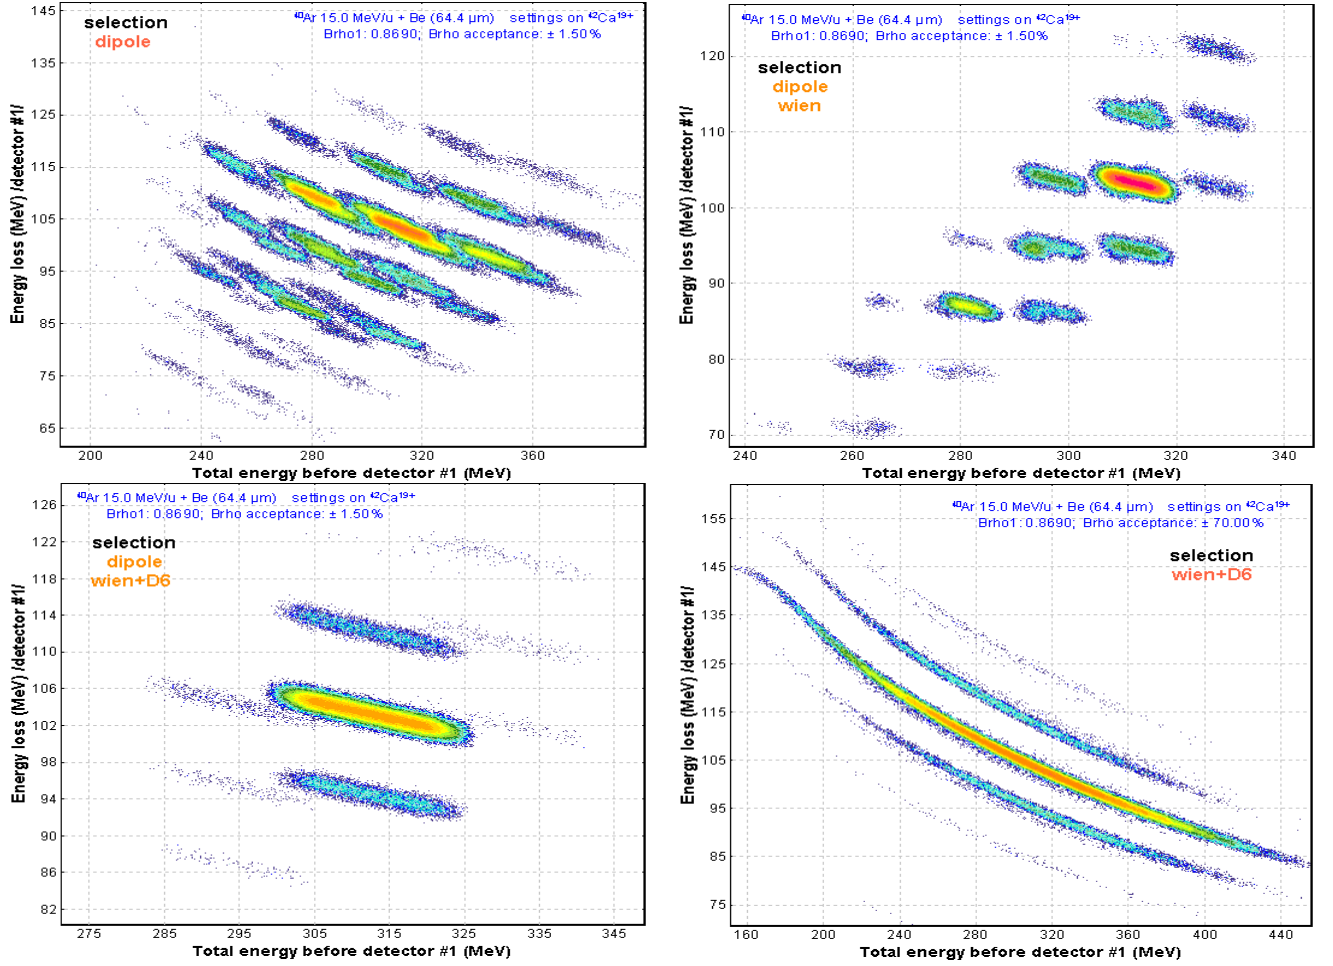 selection
dipole
40Ar 15.0 MeV/u + Be (64.4 µm) settings on 42Ca19+
Brho1: 0.8690; Brho acceptance: ± 1.50%
Energy loss (MeV) /detector #1/
145
135
125
115
105
95
85
75
65
200
240
280
320
360
Total energy before detector #1 (MeV)
40Ar 15.0 MeV/u + Be (64.4 µm) settings on 42Ca19+
Brho1: 0.8690; Brho acceptance: ± 1.50%
selection
dipole
wien
Energy loss (MeV) /detector #1/
120
110
100
90
80
70
240
260
280
300
320
340
Total energy before detector #1 (MeV)
40Ar 15.0 MeV/u + Be (64.4 µm) settings on 42Ca19+
Brho1: 0.8690; Brho acceptance: ± 1.50%
selection
dipole
wien+D6
Energy loss (MeV) /detector #1/
126
122
118
114
110
106
102
98
94
90
86
82
275
285
295
305
315
325
335
345
Total energy before detector #1 (MeV)
40Ar 15.0 MeV/u + Be (64.4 µm) settings on 42Ca19+
Brho1: 0.8690; Brho acceptance: ± 70.00%
selection
wien+D6
Energy loss (MeV) /detector #1/
155
145
135
125
115
105
95
85
75
160
200
240
280
320
360
400
440
Total energy before detector #1 (MeV)